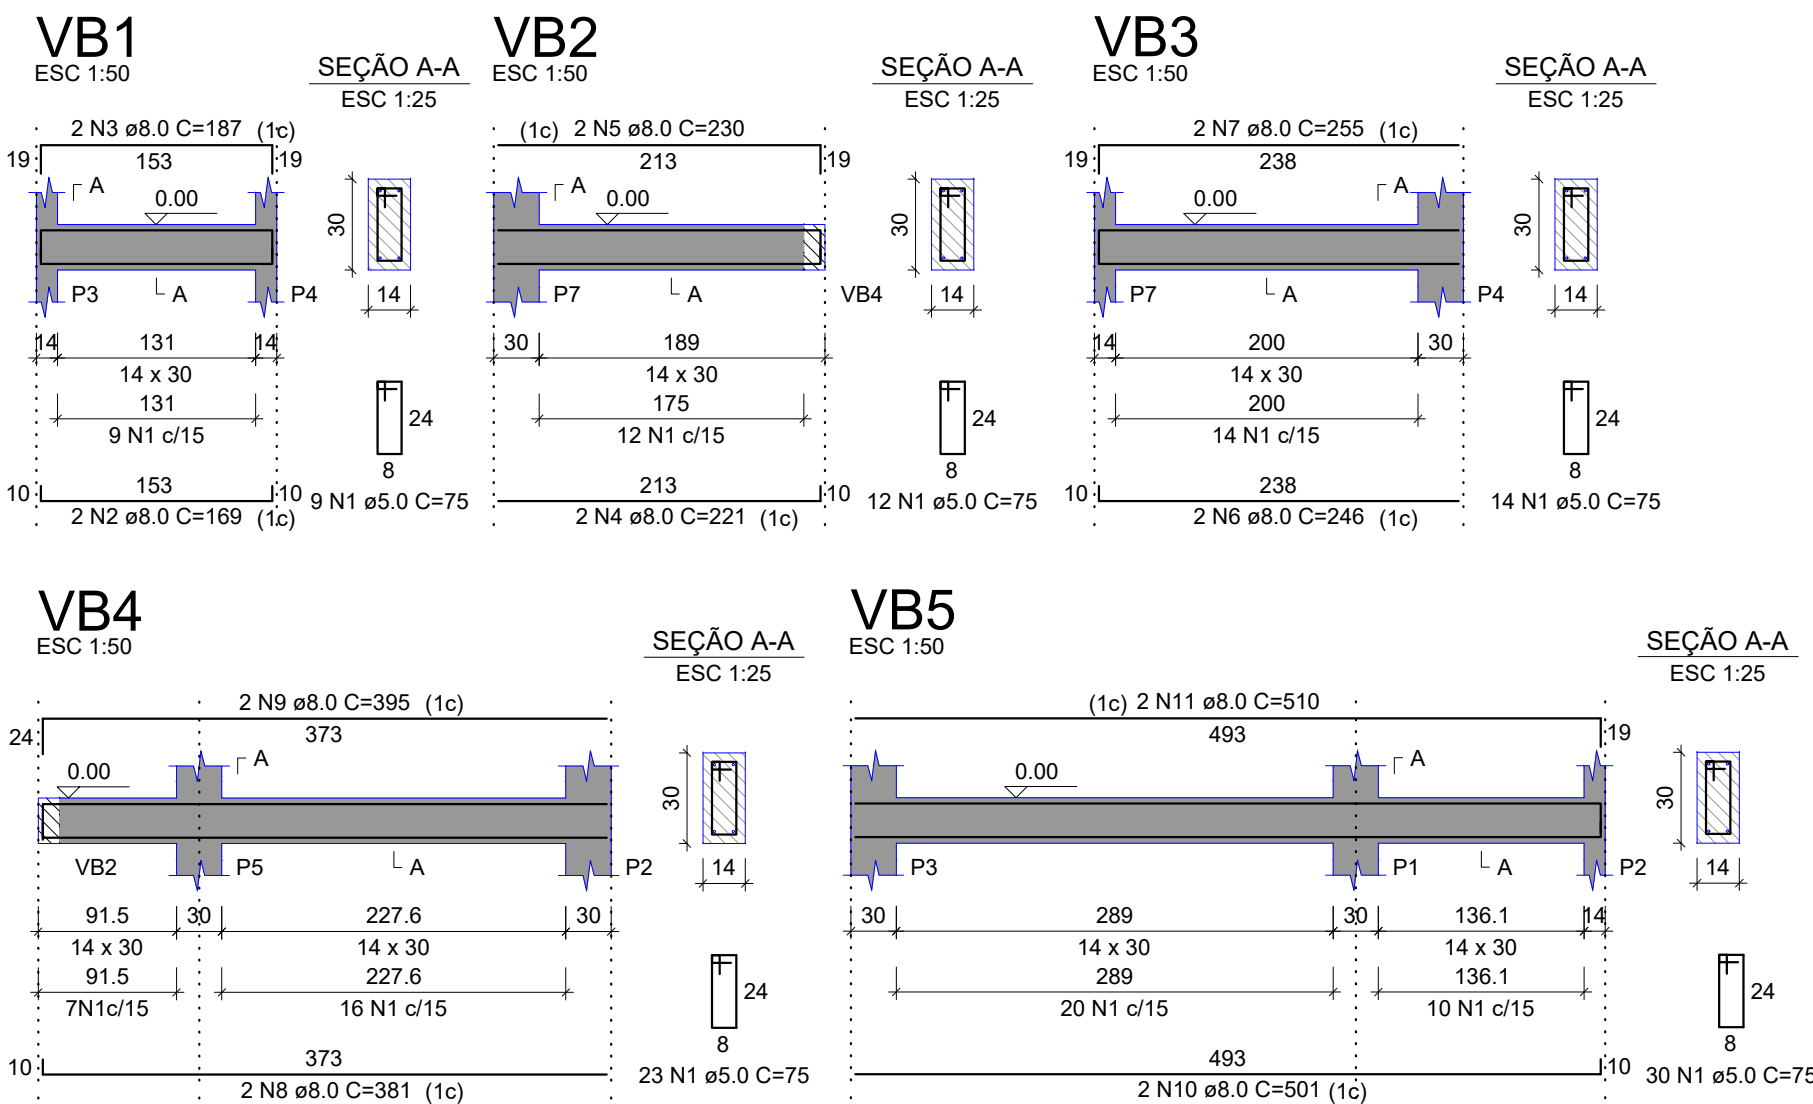 VB1
ESC 1:50
SEÇÃO A-A
ESC 1:25
2 N3 ø8.0 C=187 (1c)
19
153
19
A
0.00
30
P3
A
P4
14
14
131
14
14 x 30
131
9 N1 c/15
24
8
10
153
10
9 N1 ø5.0 C=75
2 N2 ø8.0 C=169 (1c)
VB2
ESC 1:50
SEÇÃO A-A
ESC 1:25
(1c) 2 N5 ø8.0 C=230
213
19
A
0.00
30
P7
A
VB4
14
30
189
14 x 30
175
12 N1 c/15
24
8
213
10
12 N1 ø5.0 C=75
2 N4 ø8.0 C=221 (1c)
VB3
ESC 1:50
SEÇÃO A-A
ESC 1:25
2 N7 ø8.0 C=255 (1c)
19
238
A
0.00
30
P7
A
P4
14
14
200
30
14 x 30
200
14 N1 c/15
24
8
10
238
14 N1 ø5.0 C=75
2 N6 ø8.0 C=246 (1c)
VB4
ESC 1:50
SEÇÃO A-A
ESC 1:25
2 N9 ø8.0 C=395 (1c)
24
373
A
0.00
30
VB2
P5
A
P2
14
91.5
30
227.6
30
14 x 30
14 x 30
91.5
227.6
7N1c/15
16 N1 c/15
24
8
10
373
23 N1 ø5.0 C=75
2 N8 ø8.0 C=381 (1c)
VB5
ESC 1:50
SEÇÃO A-A
ESC 1:25
(1c) 2 N11 ø8.0 C=510
493
19
A
0.00
30
P3
P1
A
P2
14
30
289
30
136.1
14
14 x 30
14 x 30
289
136.1
20 N1 c/15
10 N1 c/15
24
8
493
10
30 N1 ø5.0 C=75
2 N10 ø8.0 C=501 (1c)